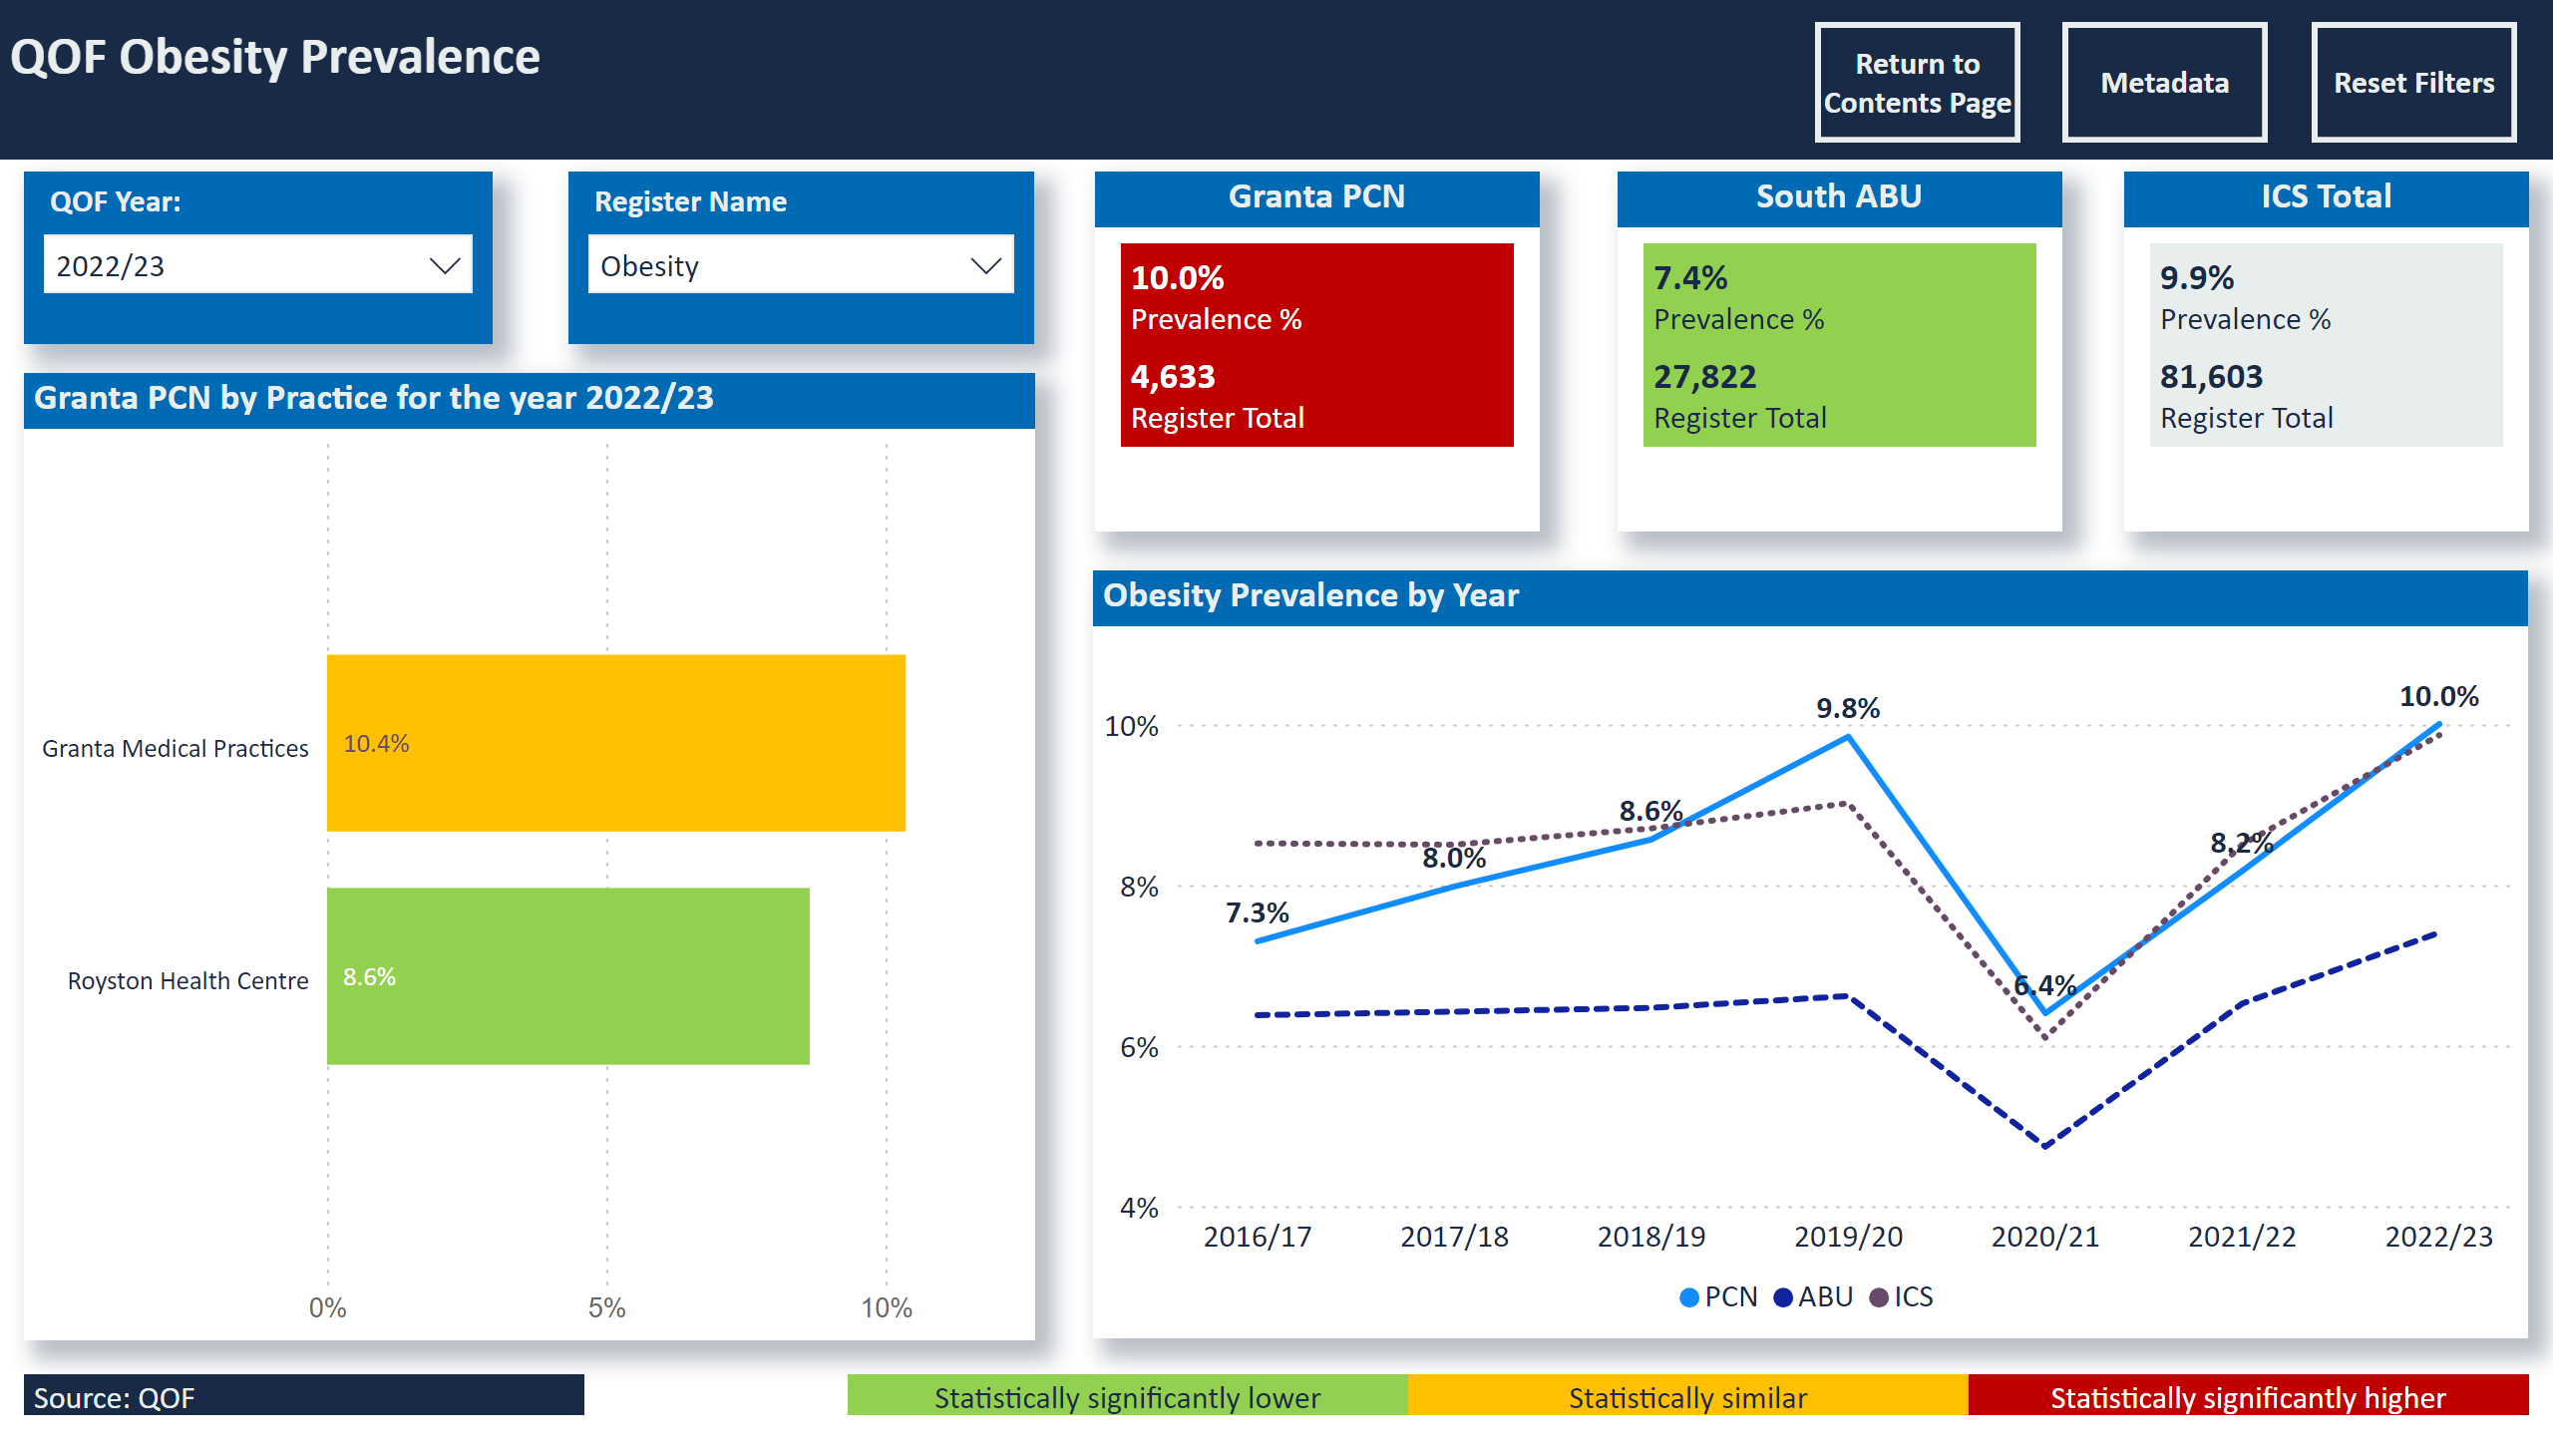 QOF Obesity Prevalence
Return to
Contents Page
Metadata
Reset Filters
QOF Year:
2022/23
Register Name
Obesity
Granta PCN
10.0%
Prevalence %
4,633
Register Total
South ABU
7.4%
Prevalence %
27,822
Register Total
ICS Total
9.9%
Prevalence %
81,603
Register Total
Granta PCN by Practice for the year 2022/23
Granta Medical Practices
10.4%
Royston Health Centre
8.6%
0% 5% 10%
Obesity Prevalence by Year
10%
8%
6%
4%
7.3%
8.0%
8.6%
9.8%
6.4%
8.2%
10.0%
2016/17 2017/18 2018/19 2019/20 2020/21 2021/22 2022/23
PCN ABU ICS
Source: QOF
Statistically significantly lower
Statistically similar
Statistically significantly higher